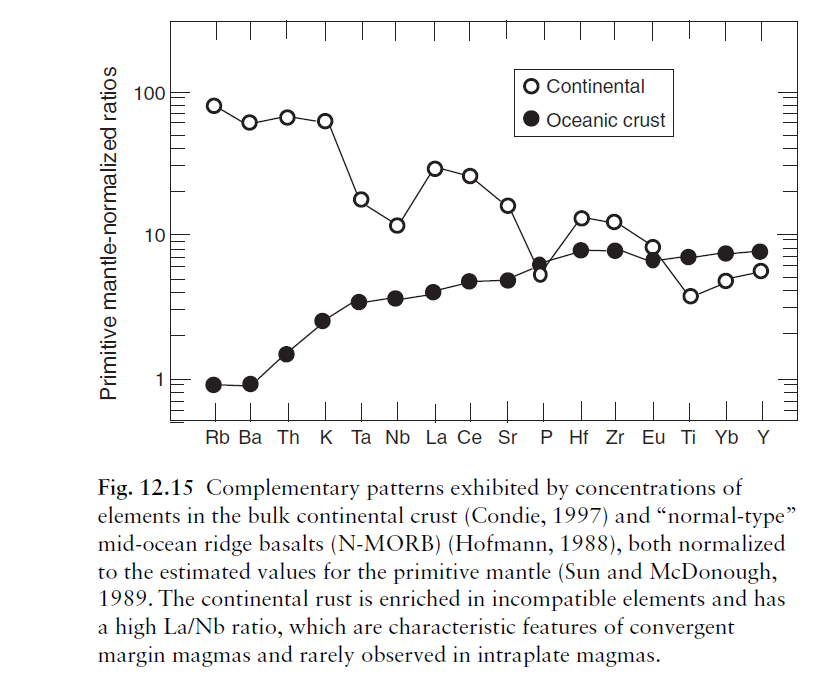 Primitive mantle-normalized ratios
100
10
1
Continental
Oceanic crust
Rb Ba Th K Ta Nb La Ce Sr P Hf Zr Eu Ti Yb Y
Fig. 12.15 Complementary patterns exhibited by concentrations of
elements in the bulk continental crust (Condie, 1997) and “normal-type”
mid-ocean ridge basalts (N-MORB) (Hofmann, 1988), both normalized
to the estimated values for the primitive mantle (Sun and McDonough,
1989. The continental rust is enriched in incompatible elements and has
a high La/Nb ratio, which are characteristic features of convergent
margin magmas and rarely observed in intraplate magmas.